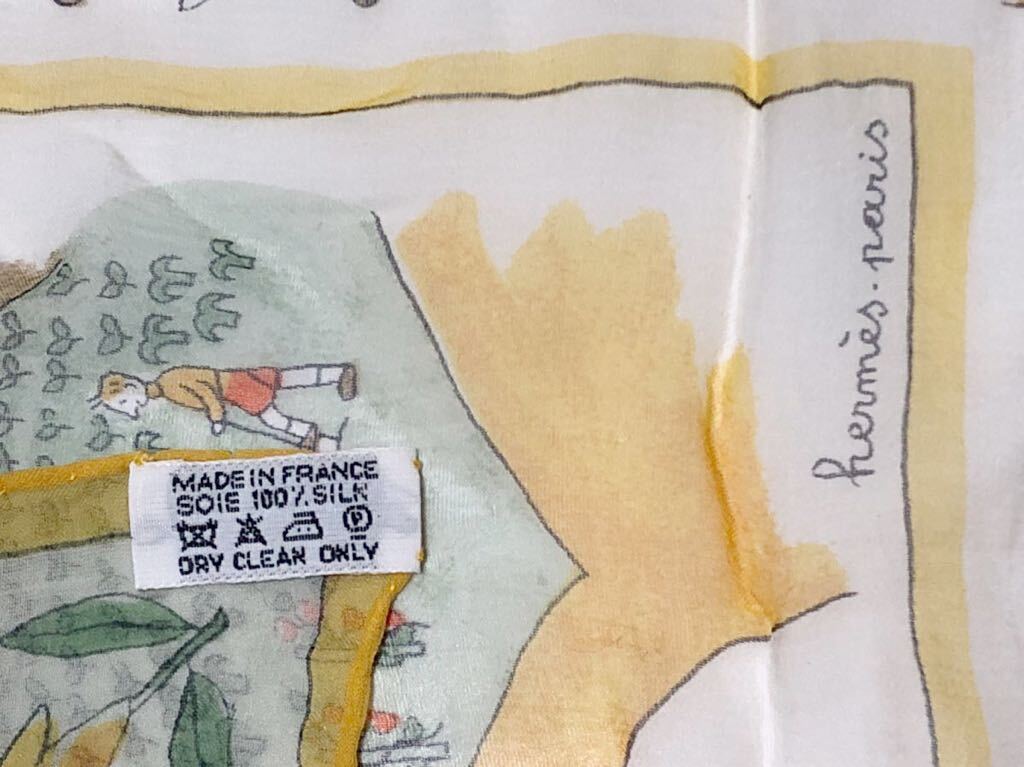 hermès. paris
MADE IN FRANCE
SOIE 100% SILK
DRY CLEAN ONLY